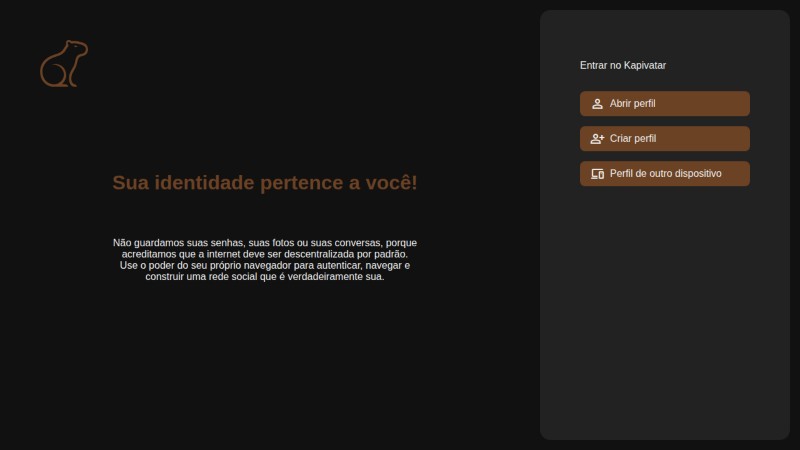 Sua identidade pertence a você!
Não guardamos suas senhas, suas fotos ou suas conversas, porque
acreditamos que a internet deve ser descentralizada por padrão.
Use o poder do seu próprio navegador para autenticar, navegar e
construir uma rede social que é verdadeiramente sua.
Entrar no Kapivatar
Abrir perfil
Criar perfil
Perfil de outro dispositivo